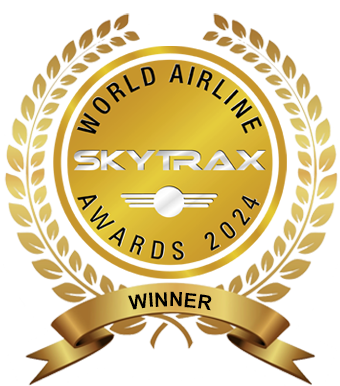 WORLD AIRLINE
SKYTRAX
AWARDS 2024
WINNER